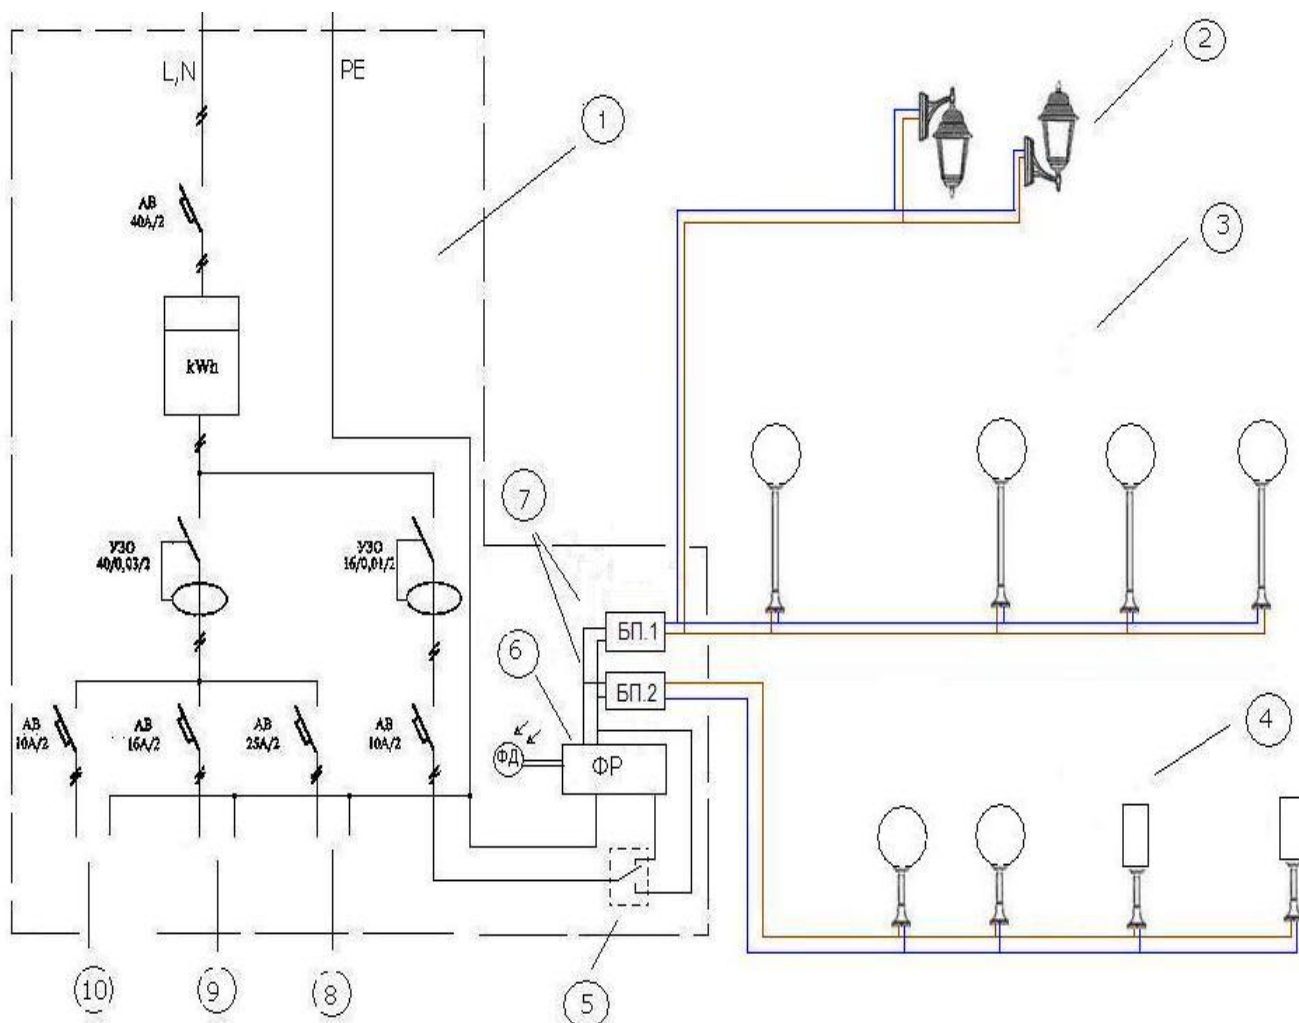 L,N
PE
1
2
АВ
40А/2
3
kWh
7
УЗО
40/0,03/2
УЗО
16/0,01/2
БП.1
6
БП.2
4
АВ
10А/2
АВ
16А/2
АВ
25А/2
АВ
10А/2
ФД
ФР
10
9
8
5